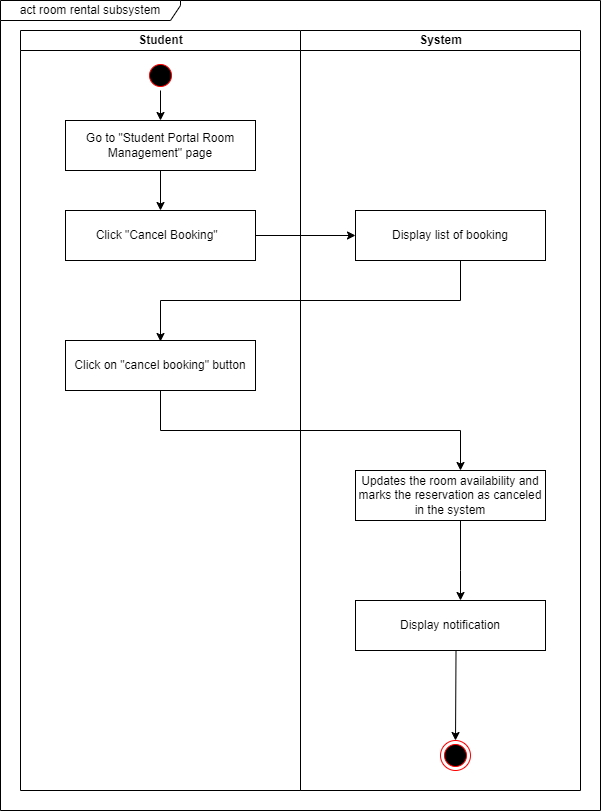 act room rental subsystem
Student
System
Go to "Student Portal Room
Management" page
Click "Cancel Booking"
Display list of booking
Click on "cancel booking" button
Updates the room availability and
marks the reservation as canceled
in the system
Display notification